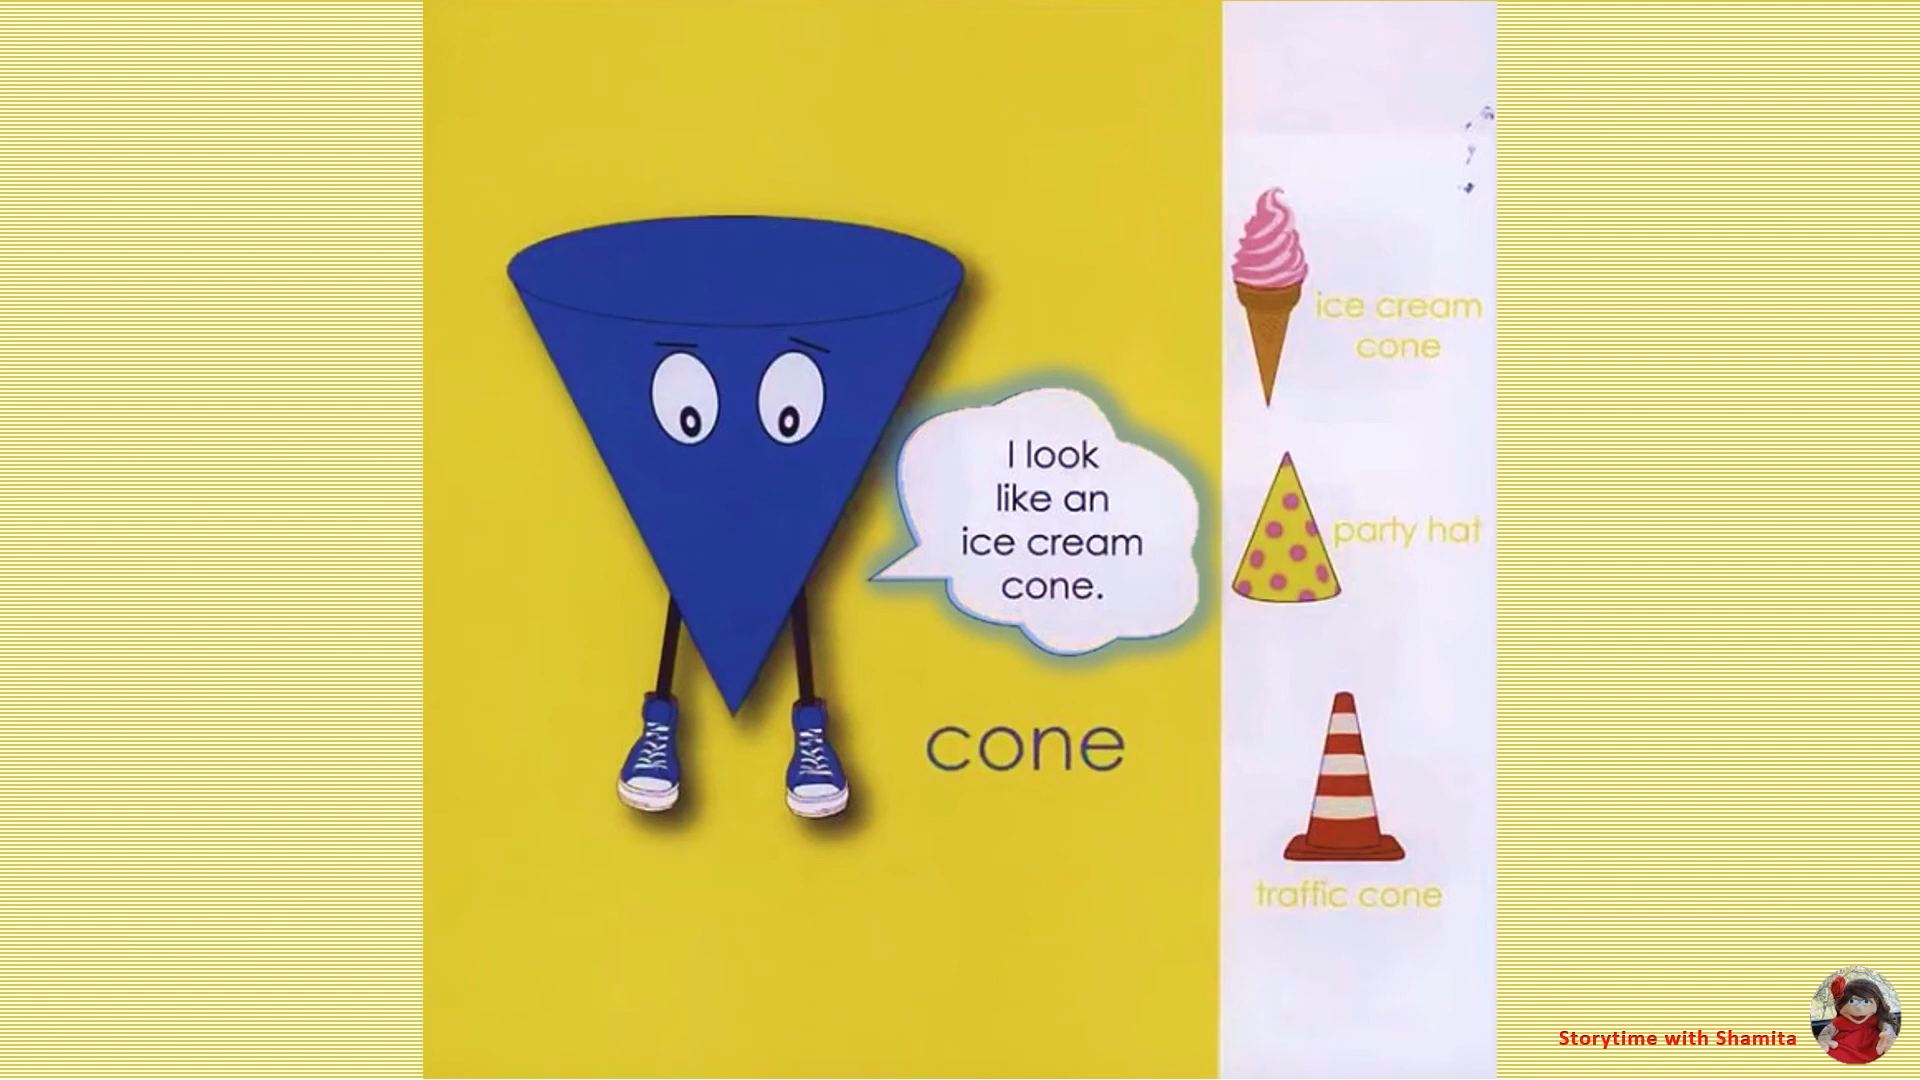 I look
like an
ice cream
cone.
cone
ice cream
cone
party hat
traffic cone
Storytime with Shamita